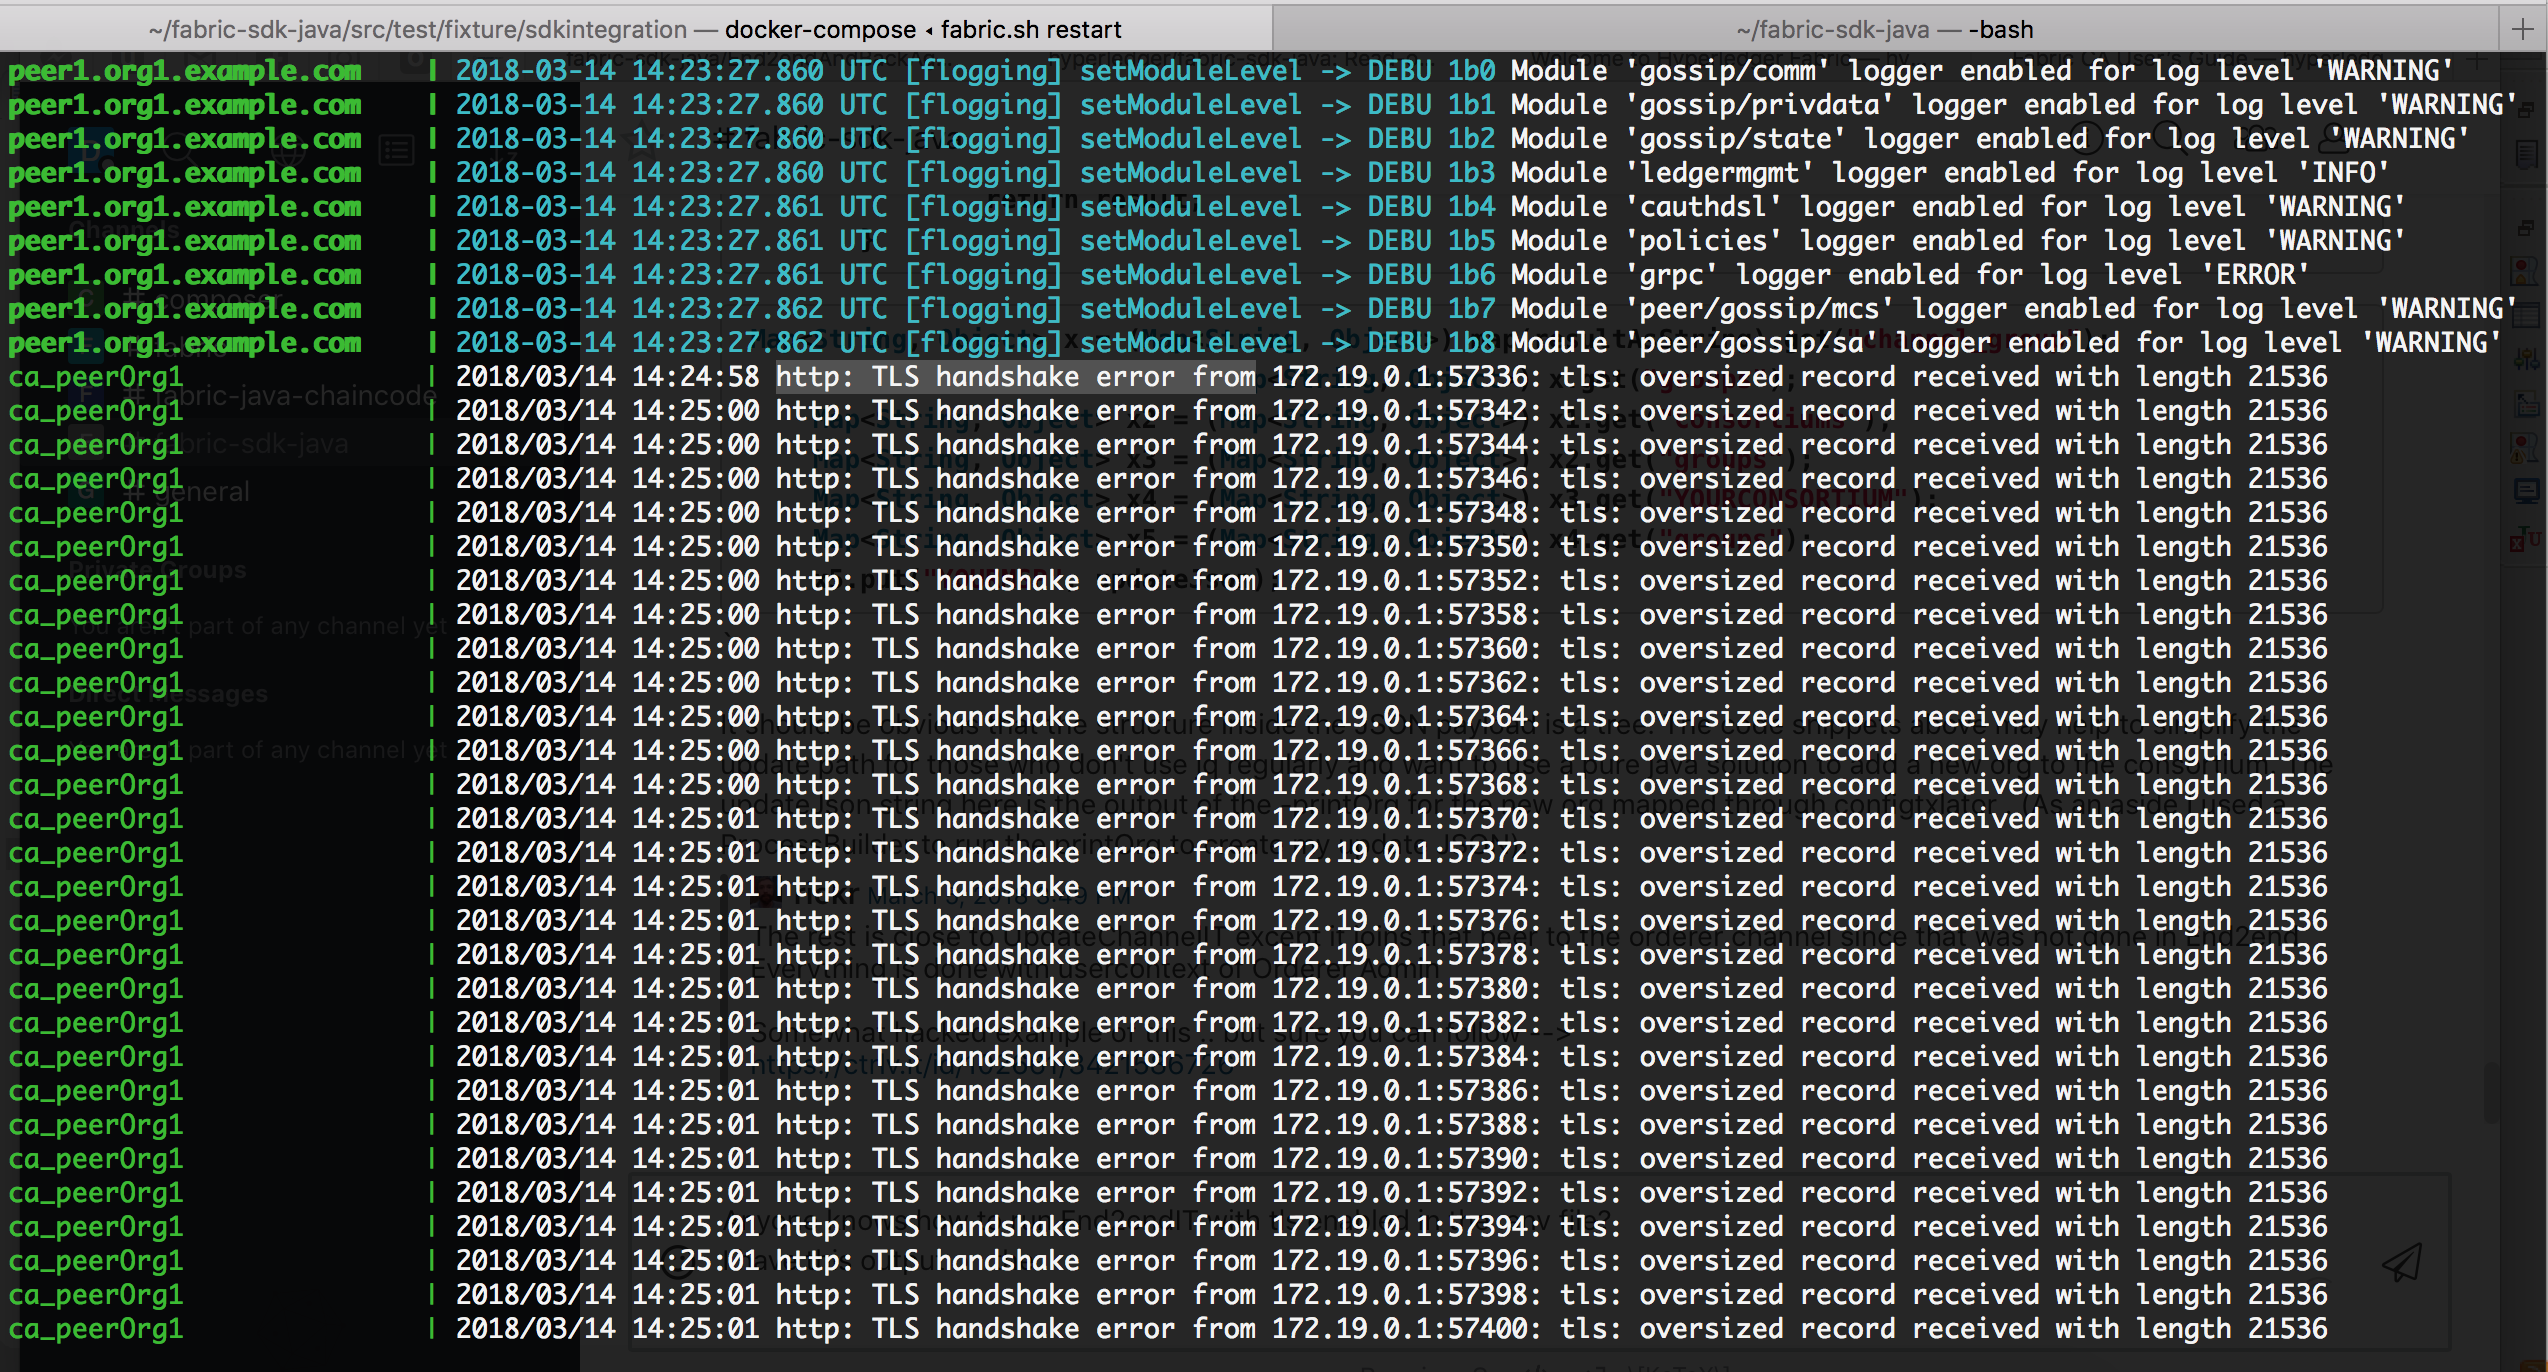 ~/fabric-sdk-java/src/test/fixture/sdkintegration — docker-compose ◂ fabric.sh restart
~/fabric-sdk-java — -bash
peer1.org1.example.com | 2018-03-14 14:23:27.860 UTC [flogging] setModuleLevel -> DEBU 1b0 Module 'gossip/comm' logger enabled for log level 'WARNING'
peer1.org1.example.com | 2018-03-14 14:23:27.860 UTC [flogging] setModuleLevel -> DEBU 1b1 Module 'gossip/privdata' logger enabled for log level 'WARNING'
peer1.org1.example.com | 2018-03-14 14:23:27.860 UTC [flogging] setModuleLevel -> DEBU 1b2 Module 'gossip/state' logger enabled for log level 'WARNING'
peer1.org1.example.com | 2018-03-14 14:23:27.860 UTC [flogging] setModuleLevel -> DEBU 1b3 Module 'ledgermgmt' logger enabled for log level 'INFO'
peer1.org1.example.com | 2018-03-14 14:23:27.861 UTC [flogging] setModuleLevel -> DEBU 1b4 Module 'cauthdsl' logger enabled for log level 'WARNING'
peer1.org1.example.com | 2018-03-14 14:23:27.861 UTC [flogging] setModuleLevel -> DEBU 1b5 Module 'policies' logger enabled for log level 'WARNING'
peer1.org1.example.com | 2018-03-14 14:23:27.861 UTC [flogging] setModuleLevel -> DEBU 1b6 Module 'grpc' logger enabled for log level 'ERROR'
peer1.org1.example.com | 2018-03-14 14:23:27.862 UTC [flogging] setModuleLevel -> DEBU 1b7 Module 'peer/gossip/mcs' logger enabled for log level 'WARNING'
peer1.org1.example.com | 2018-03-14 14:23:27.862 UTC [flogging] setModuleLevel -> DEBU 1b8 Module 'peer/gossip/sa' logger enabled for log level 'WARNING'
ca_peerOrg1 | 2018/03/14 14:24:58 http: TLS handshake error from 172.19.0.1:57336: tls: oversized record received with length 21536
ca_peerOrg1 | 2018/03/14 14:25:00 http: TLS handshake error from 172.19.0.1:57342: tls: oversized record received with length 21536
ca_peerOrg1 | 2018/03/14 14:25:00 http: TLS handshake error from 172.19.0.1:57344: tls: oversized record received with length 21536
ca_peerOrg1 | 2018/03/14 14:25:00 http: TLS handshake error from 172.19.0.1:57346: tls: oversized record received with length 21536
ca_peerOrg1 | 2018/03/14 14:25:00 http: TLS handshake error from 172.19.0.1:57348: tls: oversized record received with length 21536
ca_peerOrg1 | 2018/03/14 14:25:00 http: TLS handshake error from 172.19.0.1:57350: tls: oversized record received with length 21536
ca_peerOrg1 | 2018/03/14 14:25:00 http: TLS handshake error from 172.19.0.1:57352: tls: oversized record received with length 21536
ca_peerOrg1 | 2018/03/14 14:25:00 http: TLS handshake error from 172.19.0.1:57358: tls: oversized record received with length 21536
ca_peerOrg1 | 2018/03/14 14:25:00 http: TLS handshake error from 172.19.0.1:57360: tls: oversized record received with length 21536
ca_peerOrg1 | 2018/03/14 14:25:00 http: TLS handshake error from 172.19.0.1:57362: tls: oversized record received with length 21536
ca_peerOrg1 | 2018/03/14 14:25:00 http: TLS handshake error from 172.19.0.1:57364: tls: oversized record received with length 21536
ca_peerOrg1 | 2018/03/14 14:25:00 http: TLS handshake error from 172.19.0.1:57366: tls: oversized record received with length 21536
ca_peerOrg1 | 2018/03/14 14:25:00 http: TLS handshake error from 172.19.0.1:57368: tls: oversized record received with length 21536
ca_peerOrg1 | 2018/03/14 14:25:01 http: TLS handshake error from 172.19.0.1:57370: tls: oversized record received with length 21536
ca_peerOrg1 | 2018/03/14 14:25:01 http: TLS handshake error from 172.19.0.1:57372: tls: oversized record received with length 21536
ca_peerOrg1 | 2018/03/14 14:25:01 http: TLS handshake error from 172.19.0.1:57374: tls: oversized record received with length 21536
ca_peerOrg1 | 2018/03/14 14:25:01 http: TLS handshake error from 172.19.0.1:57376: tls: oversized record received with length 21536
ca_peerOrg1 | 2018/03/14 14:25:01 http: TLS handshake error from 172.19.0.1:57378: tls: oversized record received with length 21536
ca_peerOrg1 | 2018/03/14 14:25:01 http: TLS handshake error from 172.19.0.1:57380: tls: oversized record received with length 21536
ca_peerOrg1 | 2018/03/14 14:25:01 http: TLS handshake error from 172.19.0.1:57382: tls: oversized record received with length 21536
ca_peerOrg1 | 2018/03/14 14:25:01 http: TLS handshake error from 172.19.0.1:57384: tls: oversized record received with length 21536
ca_peerOrg1 | 2018/03/14 14:25:01 http: TLS handshake error from 172.19.0.1:57386: tls: oversized record received with length 21536
ca_peerOrg1 | 2018/03/14 14:25:01 http: TLS handshake error from 172.19.0.1:57388: tls: oversized record received with length 21536
ca_peerOrg1 | 2018/03/14 14:25:01 http: TLS handshake error from 172.19.0.1:57390: tls: oversized record received with length 21536
ca_peerOrg1 | 2018/03/14 14:25:01 http: TLS handshake error from 172.19.0.1:57392: tls: oversized record received with length 21536
ca_peerOrg1 | 2018/03/14 14:25:01 http: TLS handshake error from 172.19.0.1:57394: tls: oversized record received with length 21536
ca_peerOrg1 | 2018/03/14 14:25:01 http: TLS handshake error from 172.19.0.1:57396: tls: oversized record received with length 21536
ca_peerOrg1 | 2018/03/14 14:25:01 http: TLS handshake error from 172.19.0.1:57398: tls: oversized record received with length 21536
ca_peerOrg1 | 2018/03/14 14:25:01 http: TLS handshake error from 172.19.0.1:57400: tls: oversized record received with length 21536